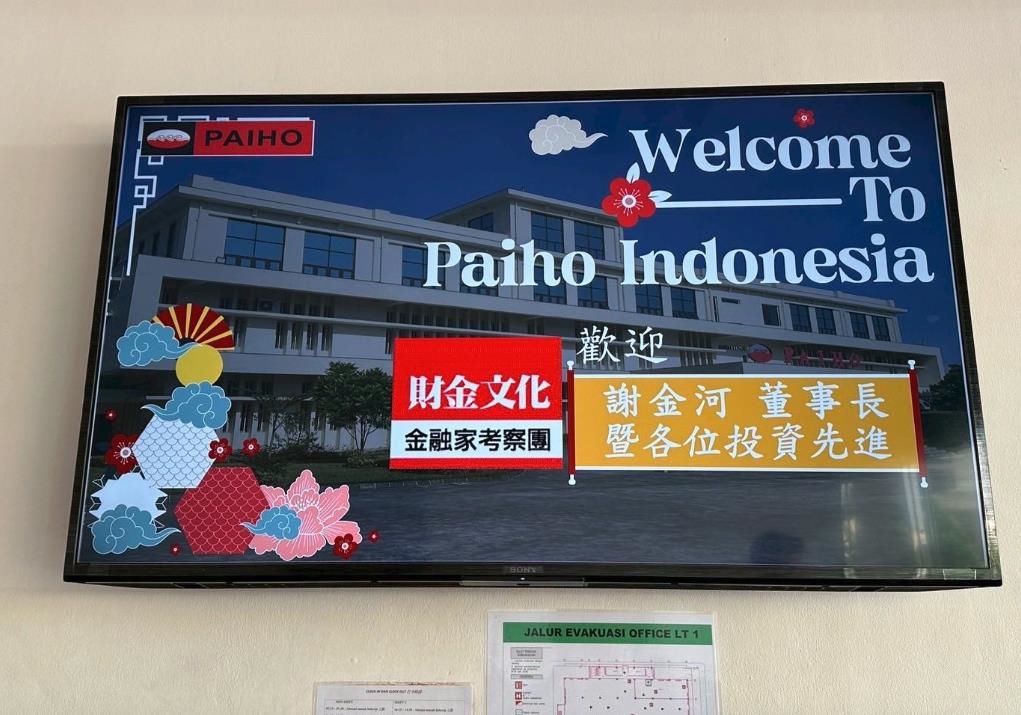 PAIHO
Welcome
To
Paiho Indonesia
歡迎
PAIHO
財金文化
金融家考察團
謝金河 董事長
暨各位投資先進
SONY
JALUR EVAKUASI OFFICE LT 1